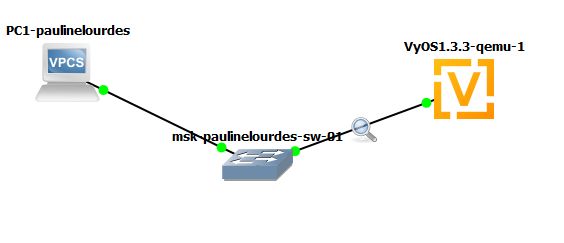 PC1-paulinelourdes
VPCS
VyOS1.3.3-qemu-1
V
msk-paulinelourdes-sw-01